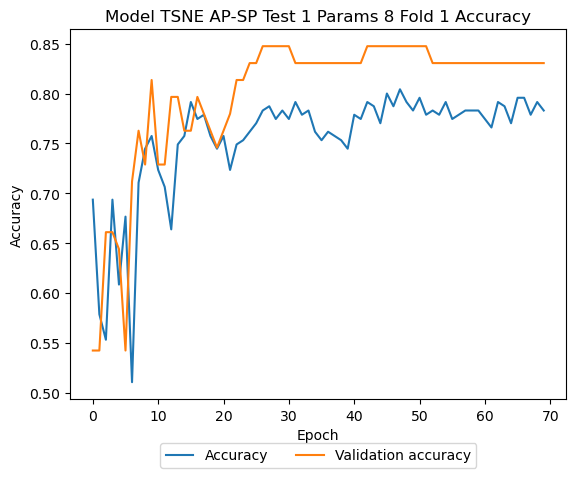 Model TSNE AP-SP Test 1 Params 8 Fold 1 Accuracy
0.85
0.80
0.75
0.70
0.65
0.60
0.55
0.50
Accuracy
0 10 20 30 40 50 60 70
Epoch
Accuracy Validation accuracy